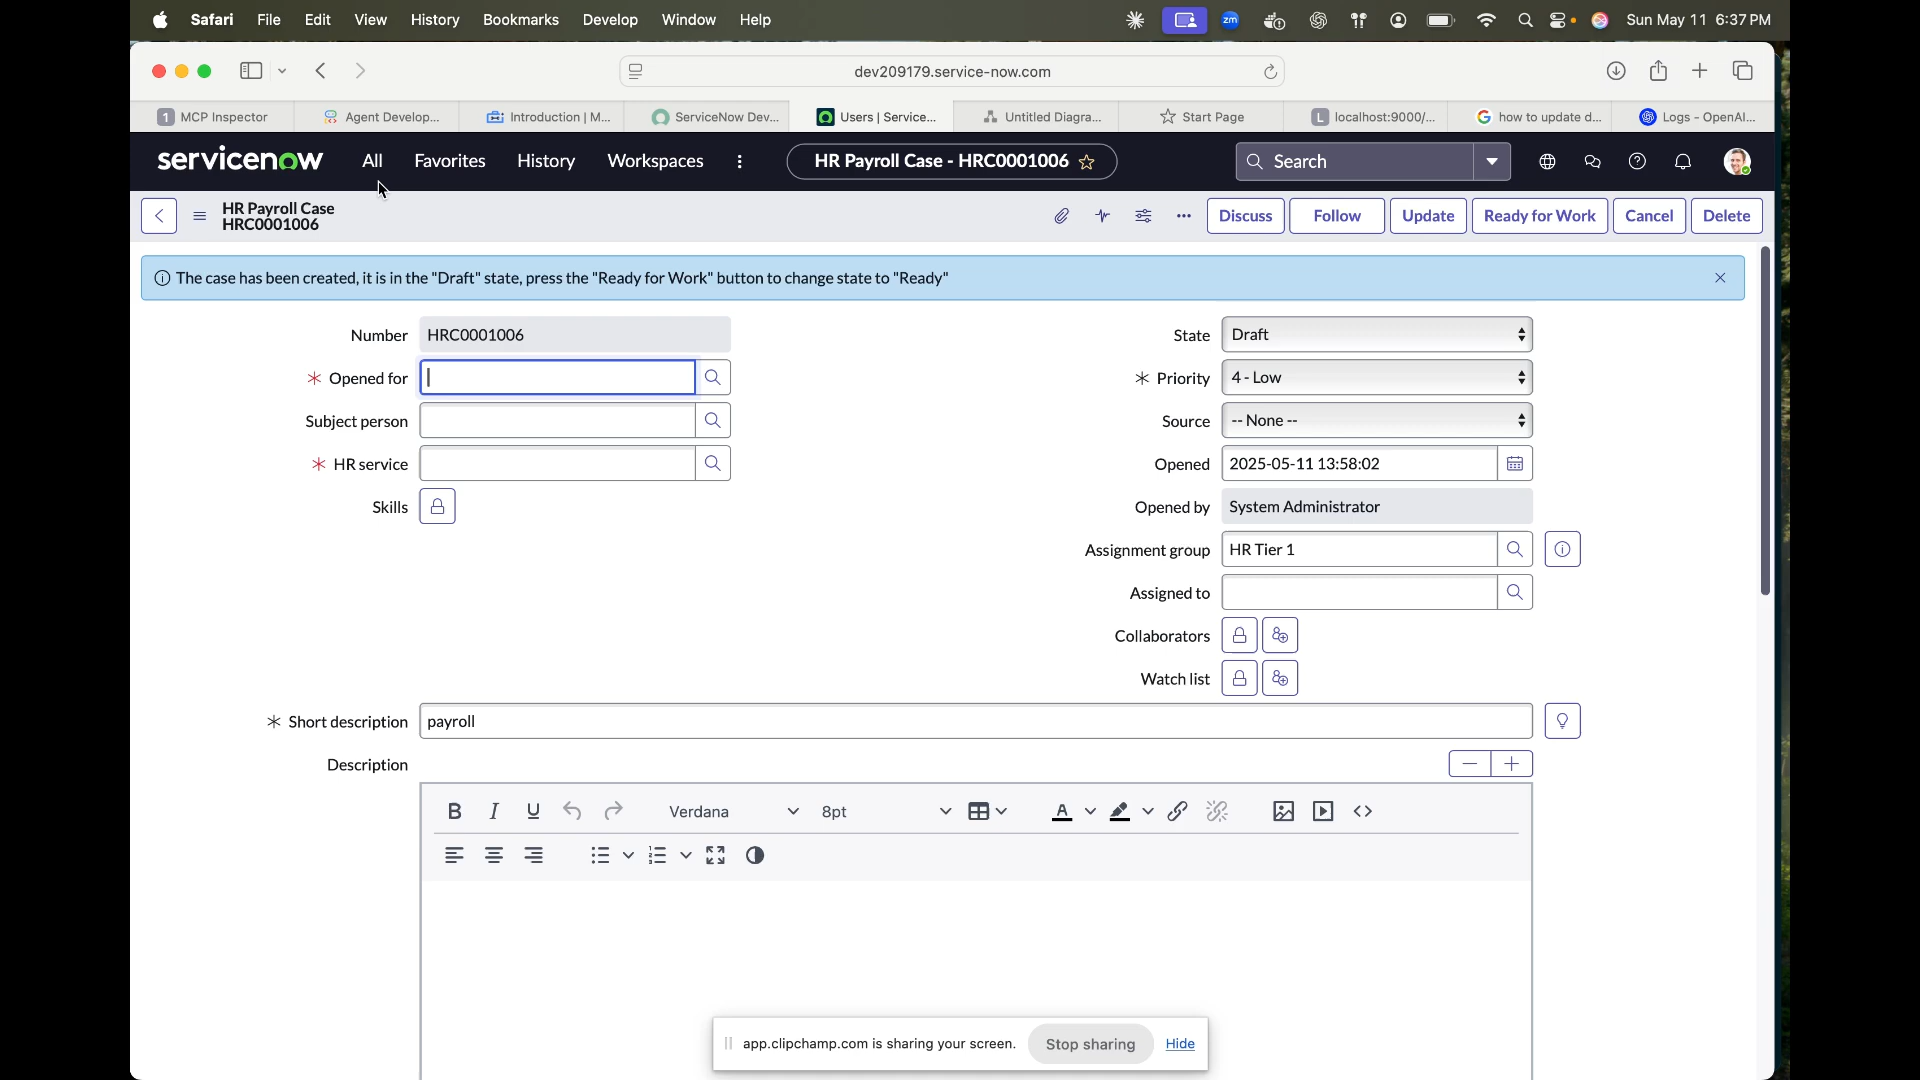 Safari File Edit View History Bookmarks Develop Window Help zm Sun May 11 6:37 PM
dev209179.service-now.com
1 MCP Inspector Agent Develop... Introduction | M... ServiceNow Dev... Users | Service... Untitled Diagra... Start Page L localhost:9000/... how to update d... Logs - OpenAI...
servicenow All Favorites History Workspaces HR Payroll Case - HRC0001006 Search
HR Payroll Case
HRC0001006
Discuss Follow Update Ready for Work Cancel Delete
The case has been created, it is in the "Draft" state, press the "Ready for Work" button to change state to "Ready"
Number HRC0001006 State Draft
* Opened for * Priority 4 - Low
Subject person Source -- None --
* HR service Opened 2025-05-11 13:58:02
Skills Opened by System Administrator
Assignment group HR Tier 1
Assigned to
Collaborators
Watch list
* Short description payroll
Description
B I U Verdana 8pt A
app.clipchamp.com is sharing your screen. Stop sharing Hide